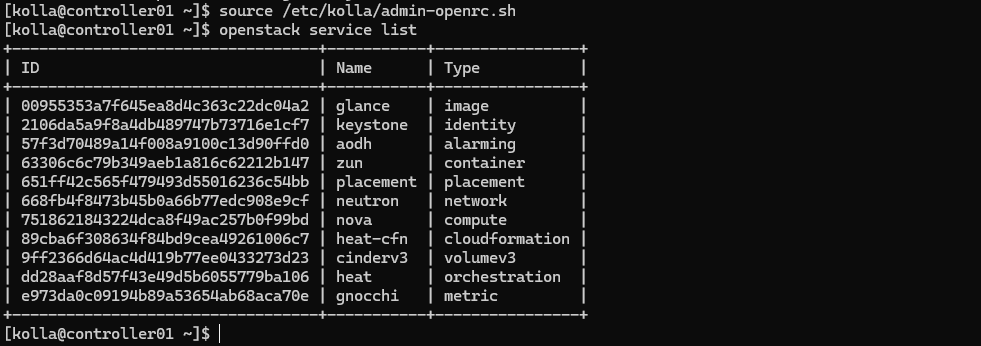 [kolla@controller01 ~]$ source /etc/kolla/admin-openrc.sh
[kolla@controller01 ~]$ openstack service list
+----------------------------------+-----------+----------------+
| ID                               | Name      | Type           |
+----------------------------------+-----------+----------------+
| 00955353a7f645ea8d4c363c22dc04a2 | glance    | image          |
| 2106da5a9f8a4db489747b73716e1cf7 | keystone  | identity       |
| 57f3d70489a14f008a9100c13d90ffd0 | aodh      | alarming       |
| 63306c6c79b349aeb1a816c62212b147 | zun       | container      |
| 651ff42c565f479493d55016236c54bb | placement | placement      |
| 668fb4f8473b45b0a66b77edc908e9cf | neutron   | network        |
| 7518621843224dca8f49ac257b0f99bd | nova      | compute        |
| 89cba6f308634f84bd9cea49261006c7 | heat-cfn  | cloudformation |
| 9ff2366d64ac4d419b77ee0433273d23 | cinderv3  | volumev3       |
| dd28aaf8d57f43e49d5b6055779ba106 | heat      | orchestration  |
| e973da0c09194b89a53654ab68aca70e | gnocchi   | metric         |
+----------------------------------+-----------+----------------+
[kolla@controller01 ~]$